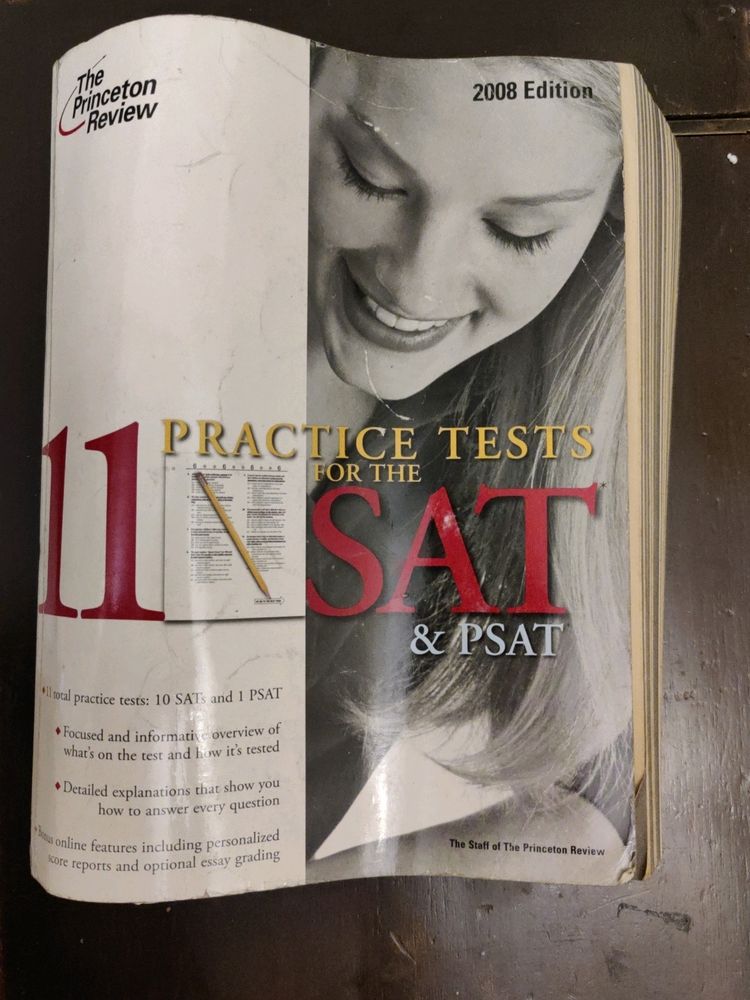 The
Princeton
Review
2008 Edition
11 PRACTICE TESTS
FOR THE
SAT*
& PSAT
♦11 total practice tests: 10 SATs and 1 PSAT
♦Focused and informative overview of
what's on the test and how it's tested
♦Detailed explanations that show you
how to answer every question
Bonus online features including personalized
score reports and optional essay grading
The Staff of The Princeton Review